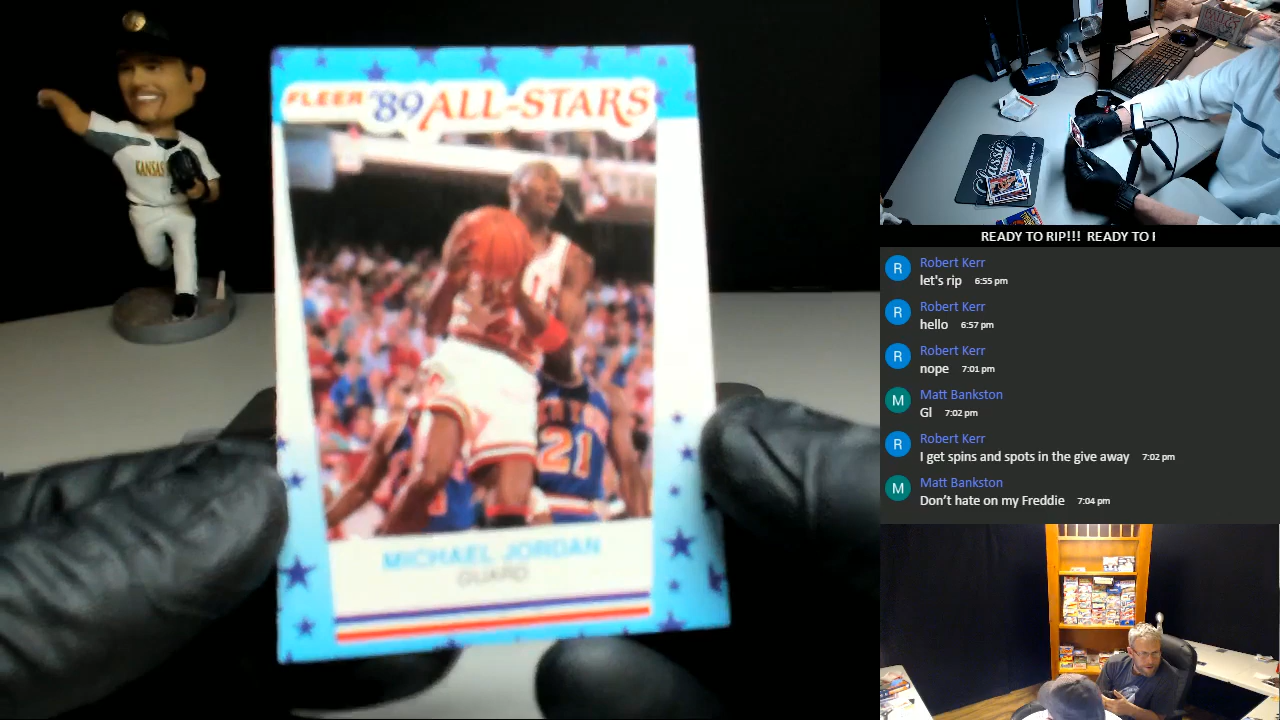 FLEER '89 ALL-STARS
MICHAEL JORDAN
GUARD
21
KANSAS
Classic
READY TO RIP!!! READY TO I
R
Robert Kerr
let's rip 6:55 pm
R
Robert Kerr
hello 6:57 pm
R
Robert Kerr
nope 7:01 pm
M
Matt Bankston
Gl 7:02 pm
R
Robert Kerr
I get spins and spots in the give away 7:02 pm
M
Matt Bankston
Don't hate on my Freddie 7:04 pm